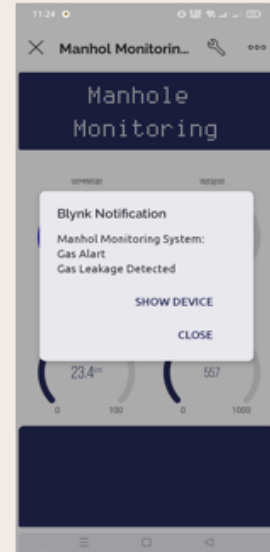 11:24
Manhol Monitorin...
Manhole
Monitoring
Blynk Notification
Manhol Monitoring System:
Gas Alart
Gas Leakage Detected
SHOW DEVICE
CLOSE
23.4cm 557
0 100 0 1000